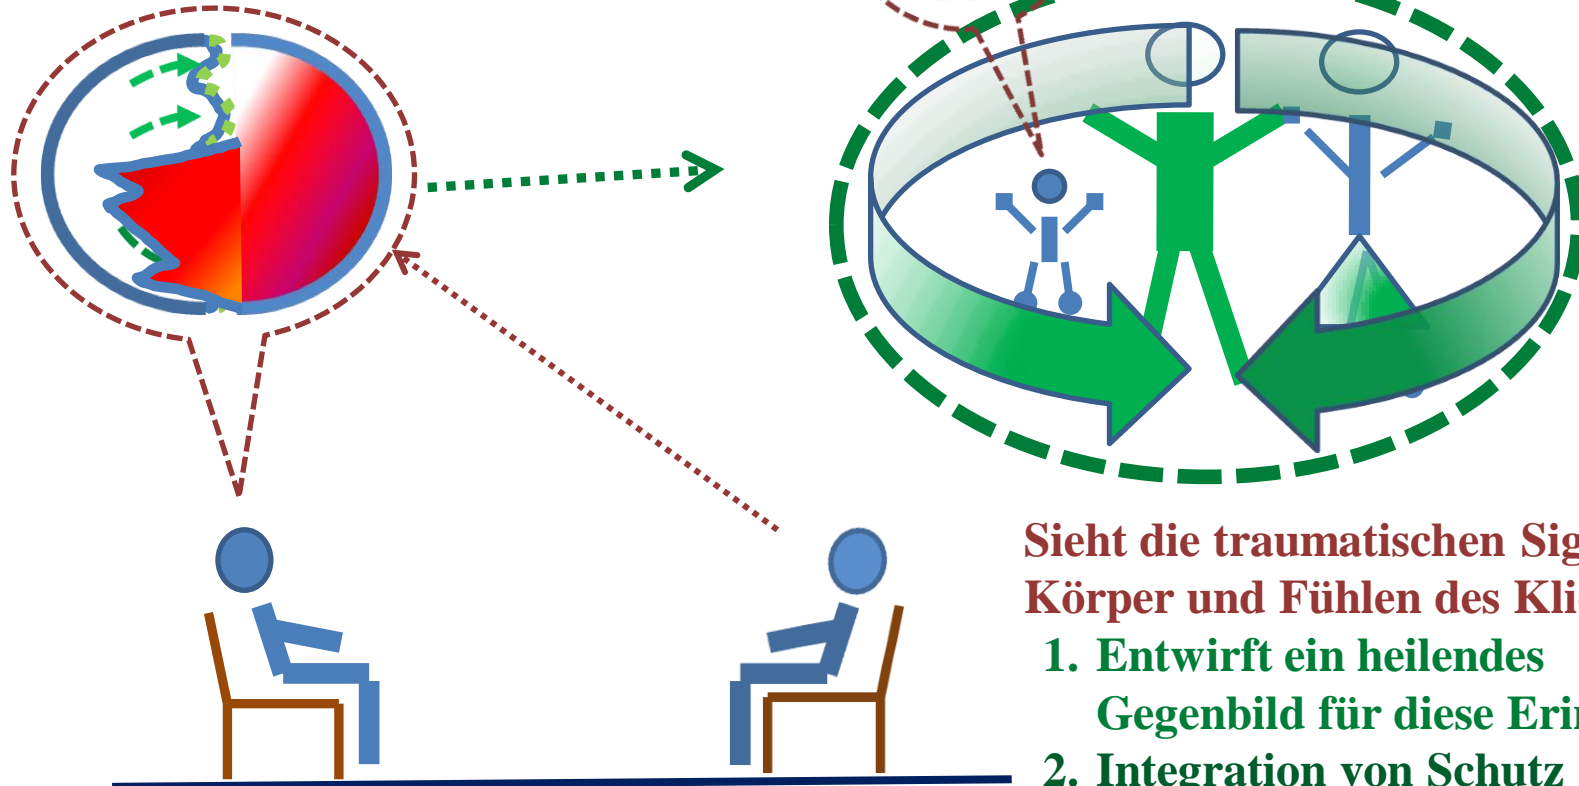 Sieht die traumatischen Sig
Körper und Fühlen des Kli
1. Entwirft ein heilendes
Gegenbild für diese Erin
2. Integration von Schutz